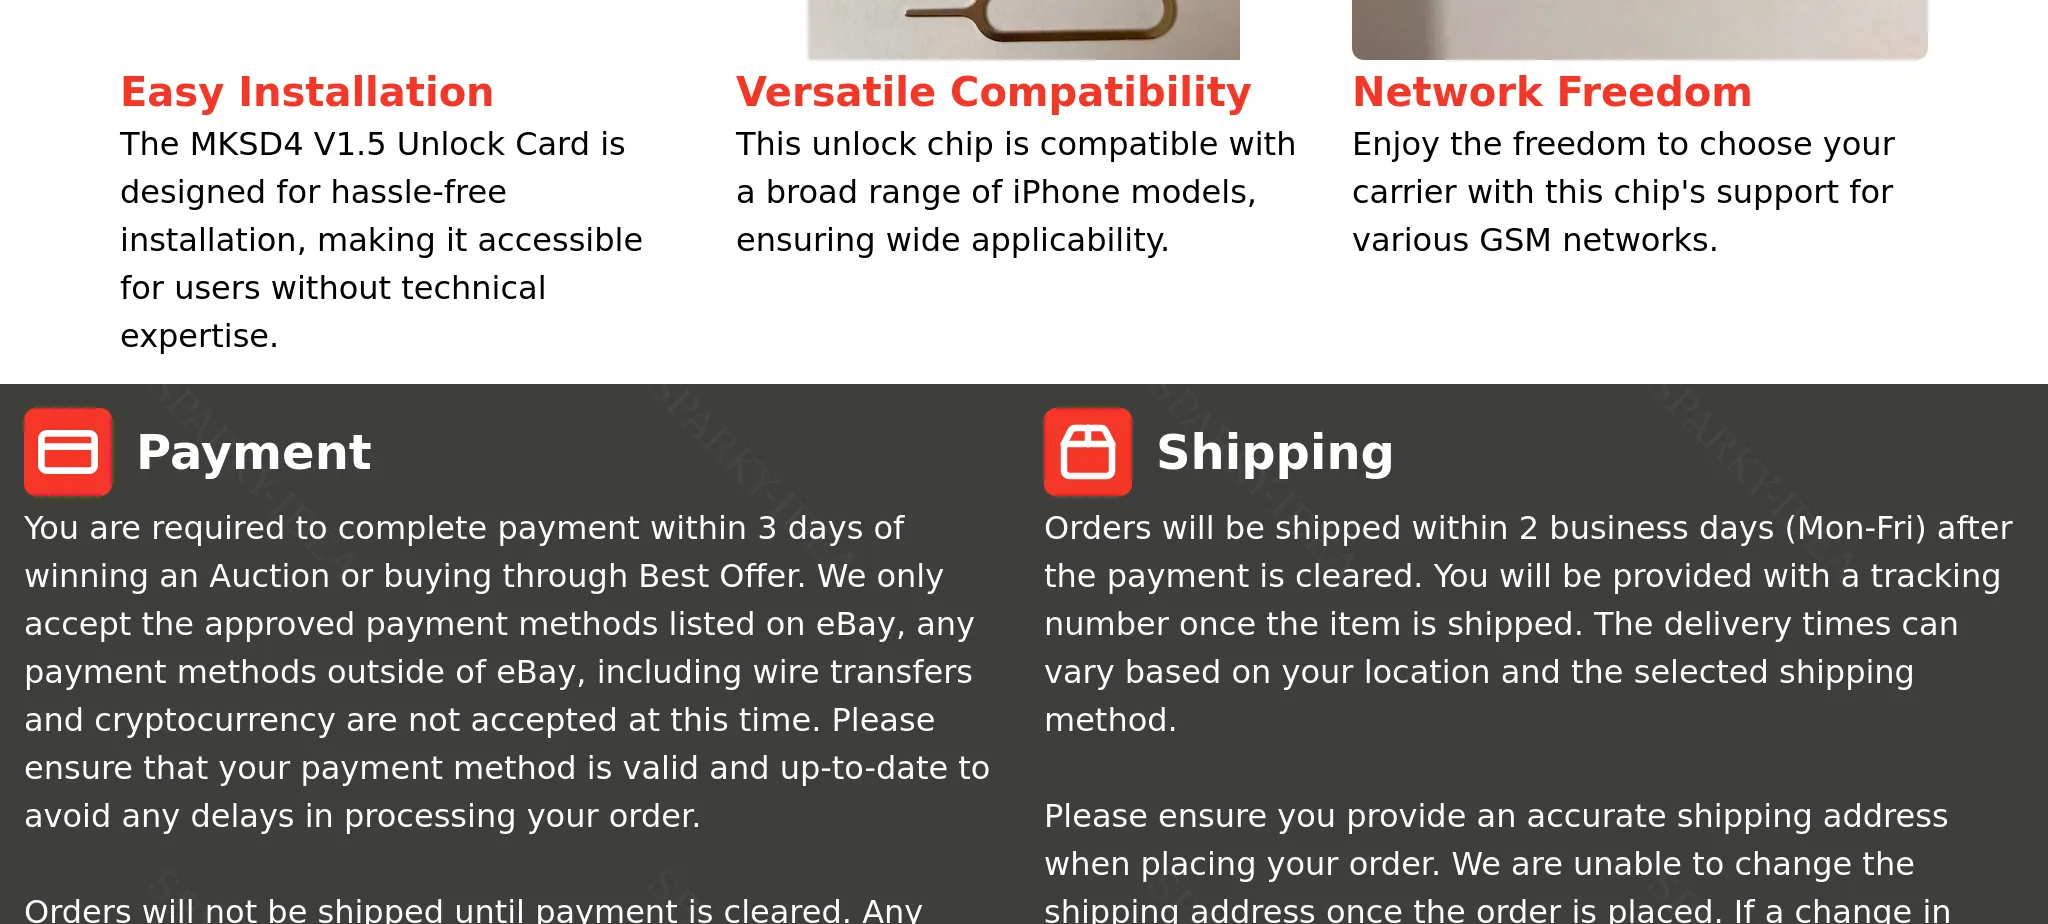 Easy Installation
The MKSD4 V1.5 Unlock Card is
designed for hassle-free
installation, making it accessible
for users without technical
expertise.
Versatile Compatibility
This unlock chip is compatible with
a broad range of iPhone models,
ensuring wide applicability.
Network Freedom
Enjoy the freedom to choose your
carrier with this chip's support for
various GSM networks.
Payment
You are required to complete payment within 3 days of
winning an Auction or buying through Best Offer. We only
accept the approved payment methods listed on eBay, any
payment methods outside of eBay, including wire transfers
and cryptocurrency are not accepted at this time. Please
ensure that your payment method is valid and up-to-date to
avoid any delays in processing your order.
Orders will not be shipped until payment is cleared. Any
Shipping
Orders will be shipped within 2 business days (Mon-Fri) after
the payment is cleared. You will be provided with a tracking
number once the item is shipped. The delivery times can
vary based on your location and the selected shipping
method.
Please ensure you provide an accurate shipping address
when placing your order. We are unable to change the
shipping address once the order is placed. If a change in